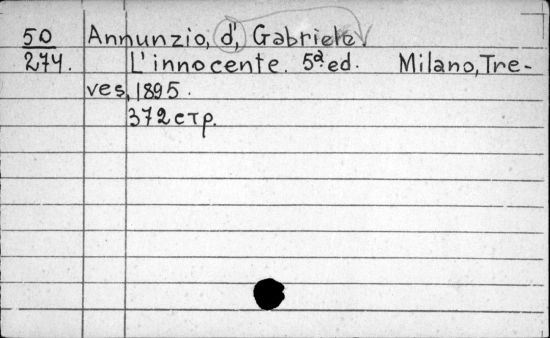 50 Annunzio, d', Gabriele
274. L'innocente. 5ª ed. Milano, Tre-
ves, 1895.
372 стр.